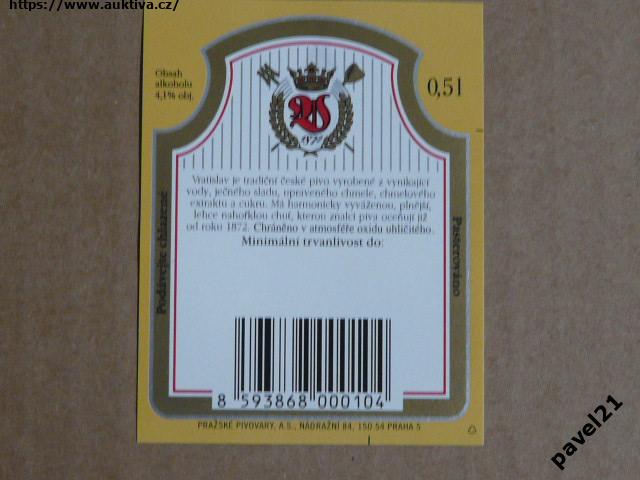 https://www.auktiva.cz/
Obsah
alkoholu
4,1% obj.
0,5l
1872
Vratislav je tradiční české pivo vyrobené z vynikající
vody, ječného sladu, upraveného chmele, chmelového
extraktu a cukru. Má harmonicky vyváženou, plnější,
lehce nahořklou chuť, kterou znalci piva oceňují již
od roku 1872. Chráněno v atmosféře oxidu uhličitého.
Minimální trvanlivost do:
Podávejte chlazené
Pasterováno
8 593868 000104
PRAŽSKÉ PIVOVARY, A.S., NÁDRAŽNÍ 84, 150 54 PRAHA 5
pavel21